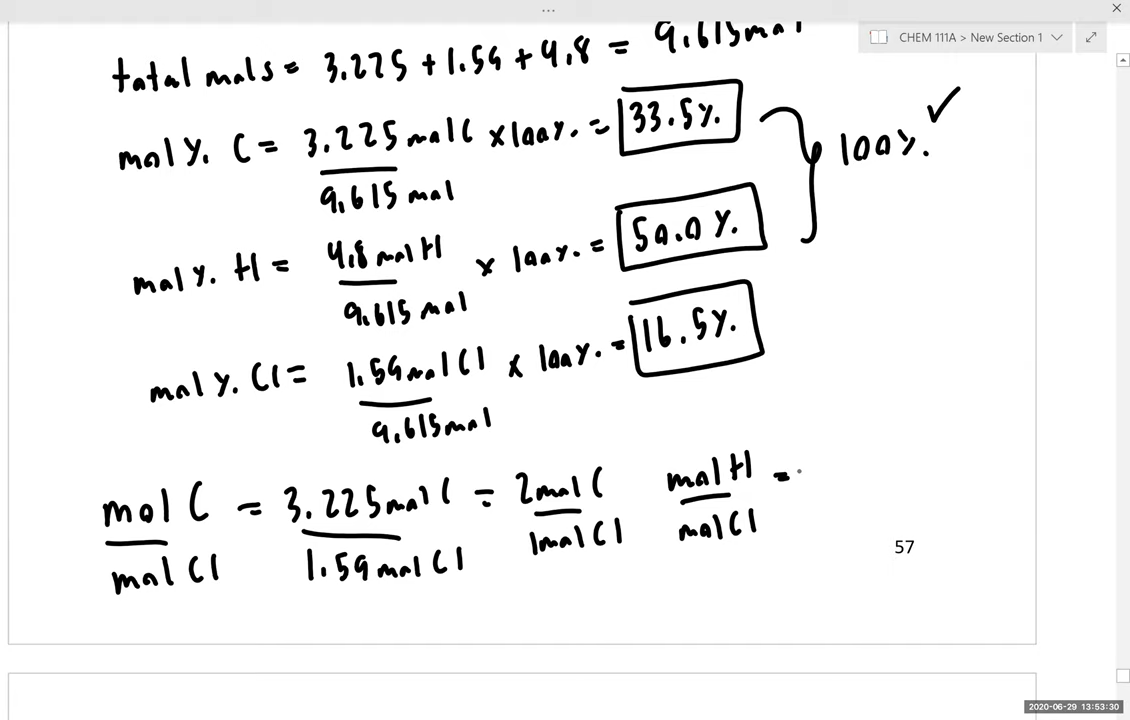 CHEM 111A > New Section 1
total mols = 3.225 + 1.59 + 4.8 = 9.615 mol
mol %. C = 3.225 mol C / 9.615 mol × 100%. = 33.5%. 100%. ✓
mol %. H = 4.8 mol H / 9.615 mol × 100%. = 50.0%.
mol %. Cl = 1.59 mol Cl / 9.615 mol × 100%. = 16.5%.
mol C / mol Cl = 3.225 mol C / 1.59 mol Cl = 2 mol C / 1 mol Cl mol H / mol Cl =
57
2020-06-29 13:53:30